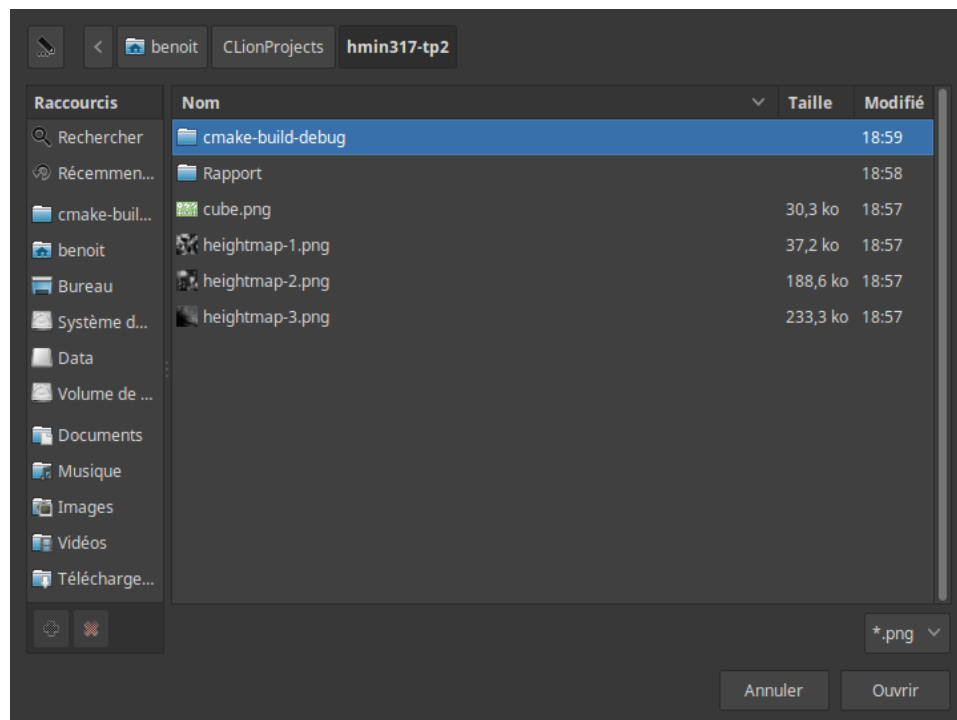 benoit CLionProjects hmin317-tp2
Raccourcis
Rechercher
Récemmen...
cmake-buil...
benoit
Bureau
Système d...
Data
Volume de ...
Documents
Musique
Images
Vidéos
Télécharge...
Nom Taille Modifié
cmake-build-debug 18:59
Rapport 18:58
cube.png 30,3 ko 18:57
heightmap-1.png 37,2 ko 18:57
heightmap-2.png 188,6 ko 18:57
heightmap-3.png 233,3 ko 18:57
*.png
Annuler Ouvrir